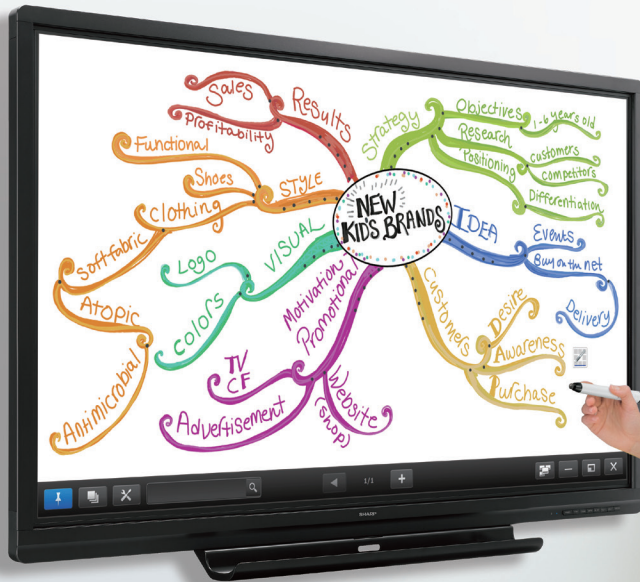 Sales
Results
Profitability
Functional
Shoes
STYLE
Clothing
Soft-fabric
Atopic
Antimicrobial
Logo
VISUAL
Colors
Motivation-
Promotional
TV
CF
Advertisement
Website
(shop)
NEW
KID'S BRANDS
Strategy
Objectives
1-6 years old
Research
Positioning
Customers
Competitors
Differentiation
IDEA
Events
Buy on the net
Delivery
Customers
Desire
Awareness
Purchase
1/1
SHARP